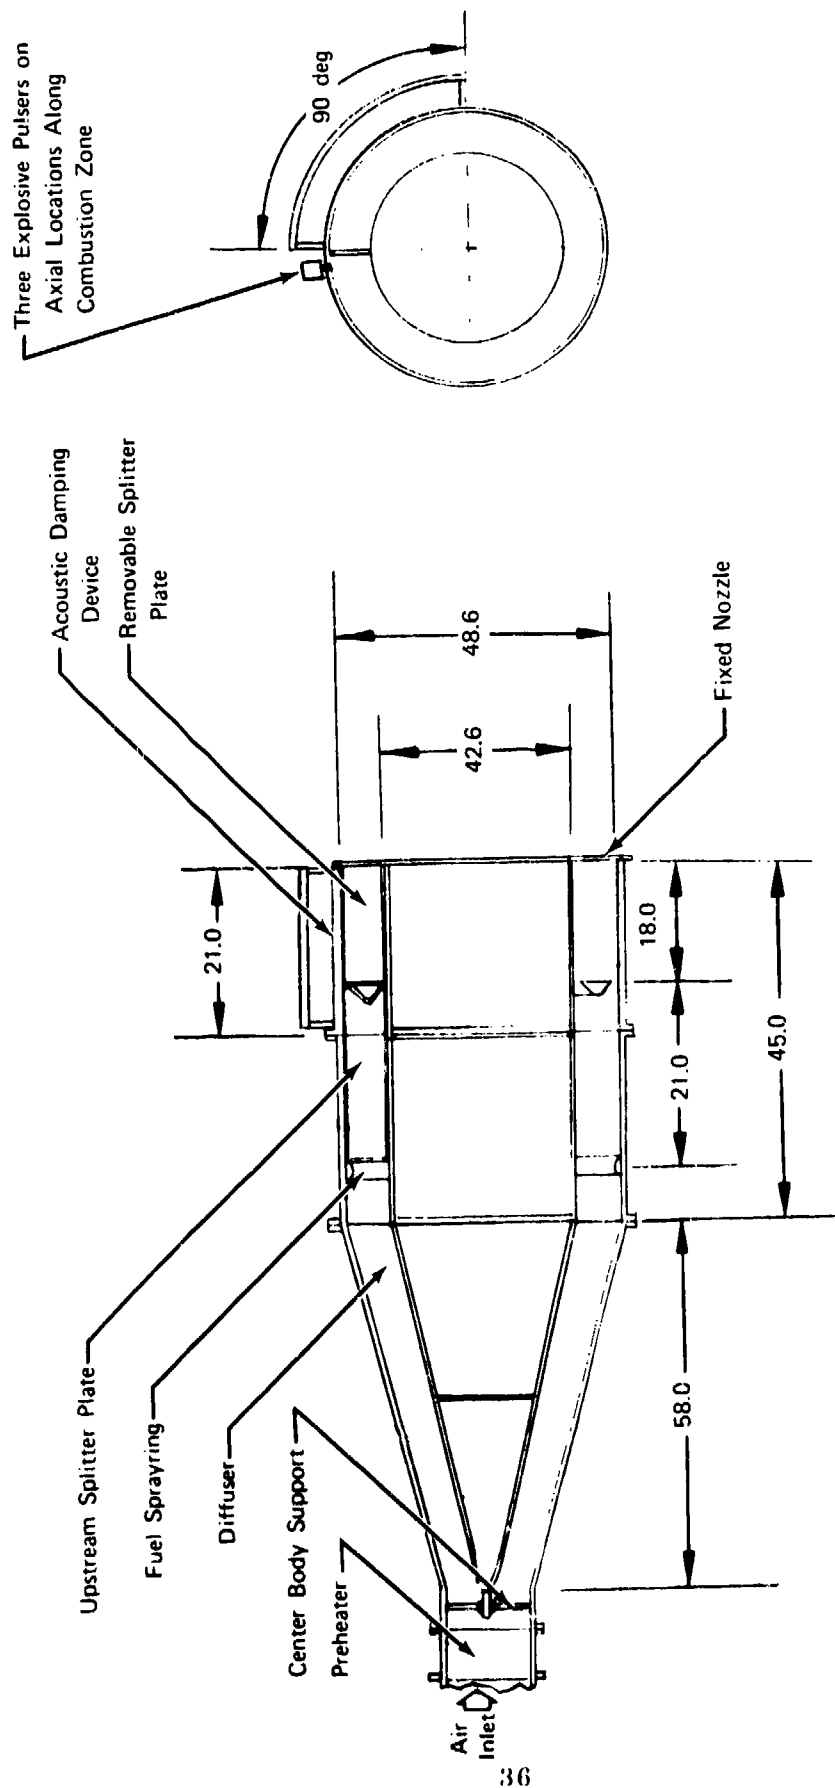 Three Explosive Pulsers on
Axial Locations Along
Combustion Zone
90 deg
Acoustic Damping
Device
Removable Splitter
Plate
21.0
48.6
42.6
Fixed Nozzle
18.0
21.0
45.0
58.0
Upstream Splitter Plate
Fuel Sprayring
Diffuser
Center Body Support
Preheater
Air
Inlet
36